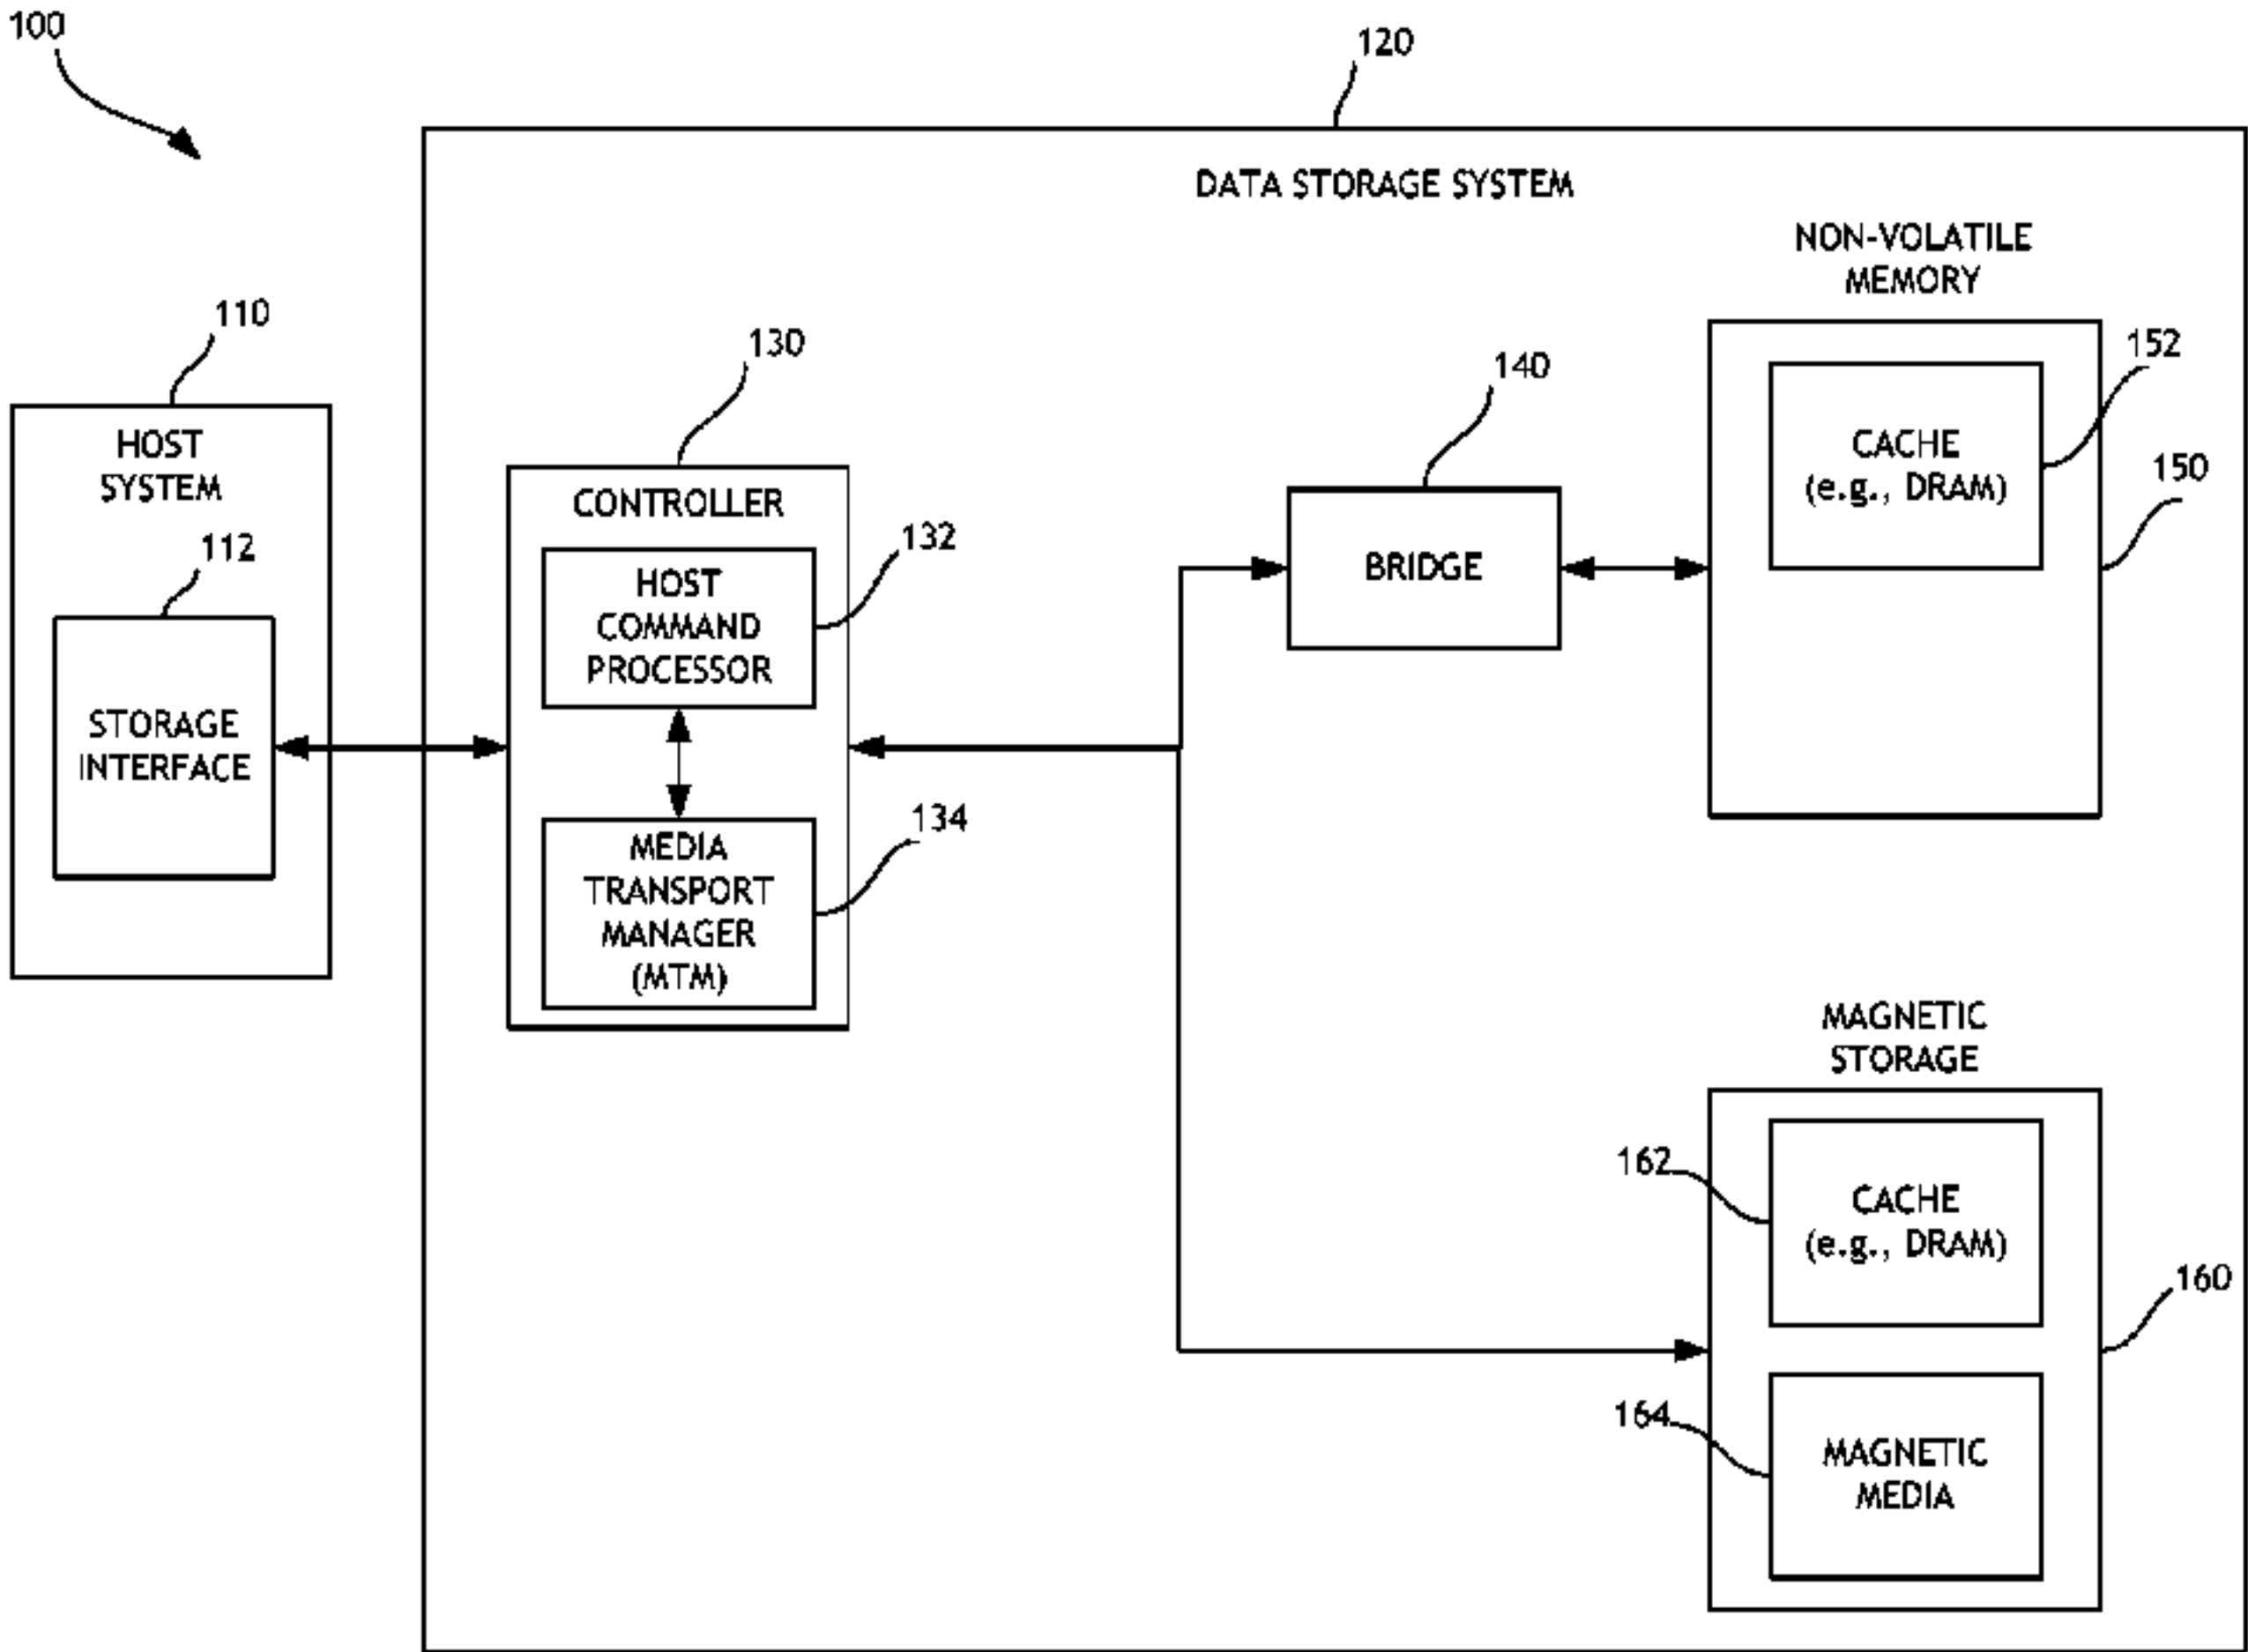 100
120
DATA STORAGE SYSTEM
NON-VOLATILE
MEMORY
110
130
140
152
HOST
SYSTEM
CACHE
(e.g., DRAM)
150
CONTROLLER
112
132
HOST
COMMAND
PROCESSOR
BRIDGE
STORAGE
INTERFACE
134
MEDIA
TRANSPORT
MANAGER
(MTM)
MAGNETIC
STORAGE
162
CACHE
(e.g., DRAM)
160
164
MAGNETIC
MEDIA